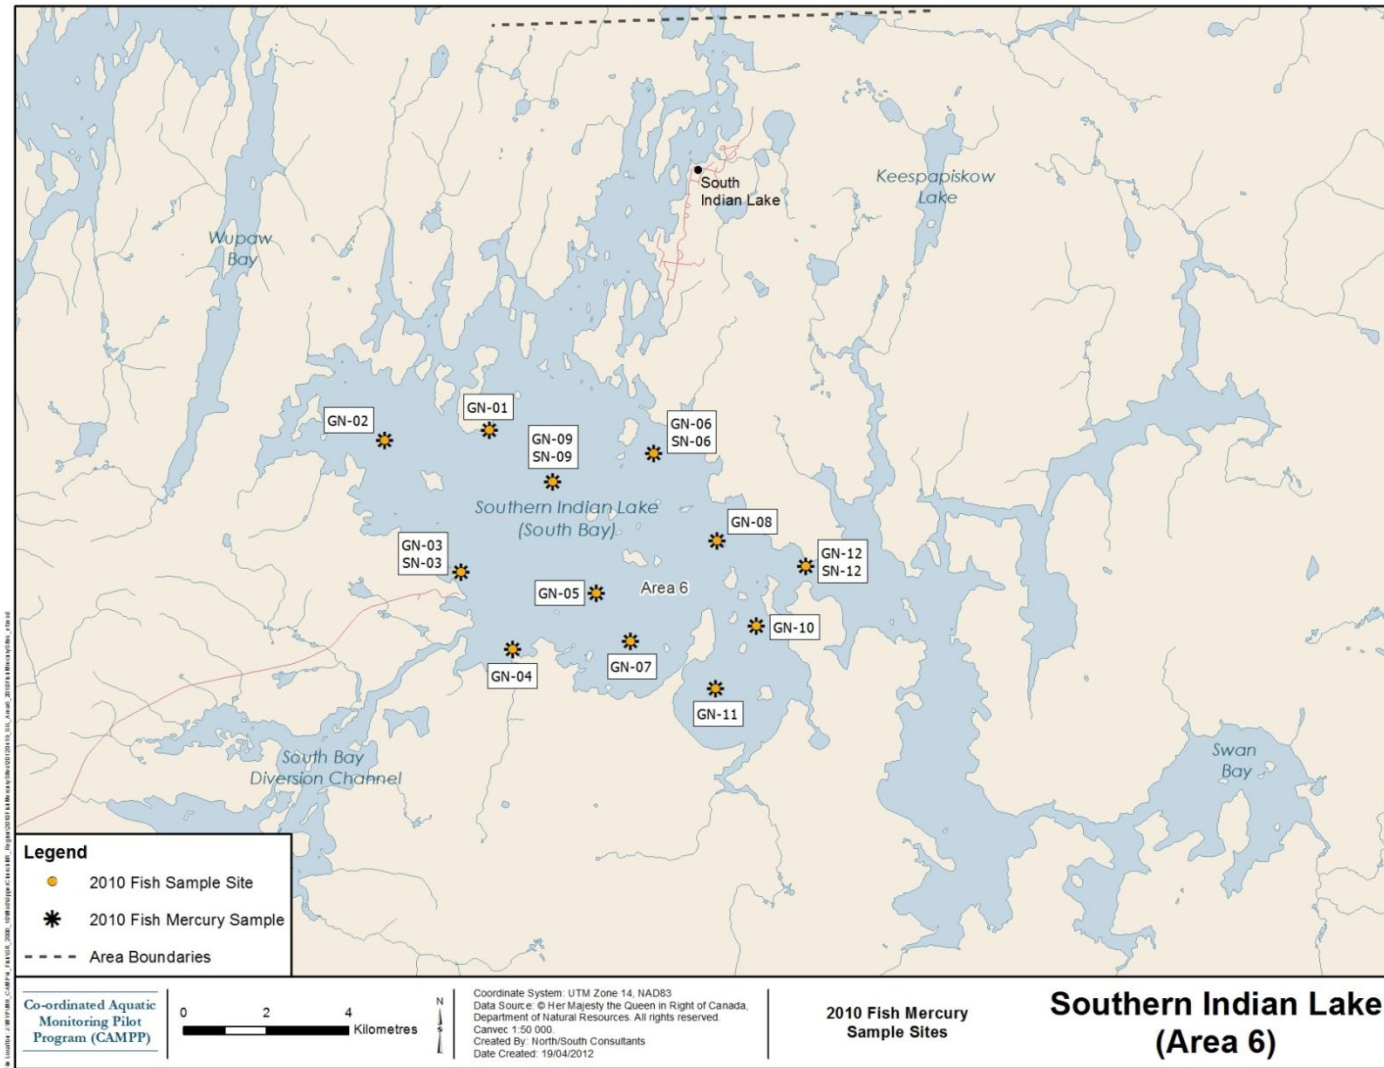 South
Indian Lake
Keespapiskow
Lake
Wupaw
Bay
GN-01
GN-02
GN-06
SN-06
GN-09
SN-09
Southern Indian Lake
(South Bay)
GN-08
GN-03
SN-03
GN-12
SN-12
GN-05
Area 6
GN-10
GN-07
GN-04
GN-11
South Bay
Diversion Channel
Swan
Bay
Legend
2010 Fish Sample Site
2010 Fish Mercury Sample
Area Boundaries
Co-ordinated Aquatic
Monitoring Pilot
Program (CAMPP)
0 2 4
Kilometres
N
Coordinate System: UTM Zone 14, NAD83
Data Source: © Her Majesty the Queen in Right of Canada,
Department of Natural Resources. All rights reserved.
Canvec 1:50 000.
Created By: North/South Consultants
Date Created: 19/04/2012
2010 Fish Mercury
Sample Sites
Southern Indian Lake
(Area 6)